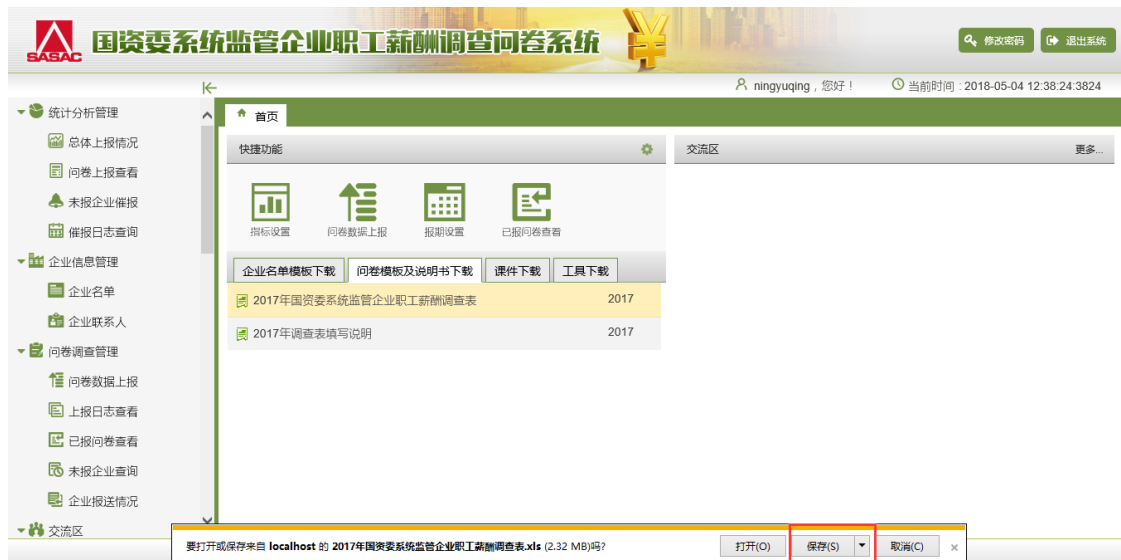 SASAC 国资委系统监管企业职工薪酬调查问卷系统 修改密码 退出系统
ningyuqing，您好！ 当前时间：2018-05-04 12:38:24:3824
统计分析管理
总体上报情况
问卷上报查看
未报企业催报
催报日志查询
企业信息管理
企业名单
企业联系人
问卷调查管理
问卷数据上报
上报日志查看
已报问卷查看
未报企业查询
企业报送情况
交流区
首页
快捷功能
指标设置 问卷数据上报 报期设置 已报问卷查看
企业名单模板下载 问卷模板及说明书下载 课件下载 工具下载
2017年国资委系统监管企业职工薪酬调查表 2017
2017年调查表填写说明 2017
交流区 更多...
要打开或保存来自 localhost 的 2017年国资委系统监管企业职工薪酬调查表.xls (2.32 MB)吗? 打开(O) 保存(S) 取消(C) ×